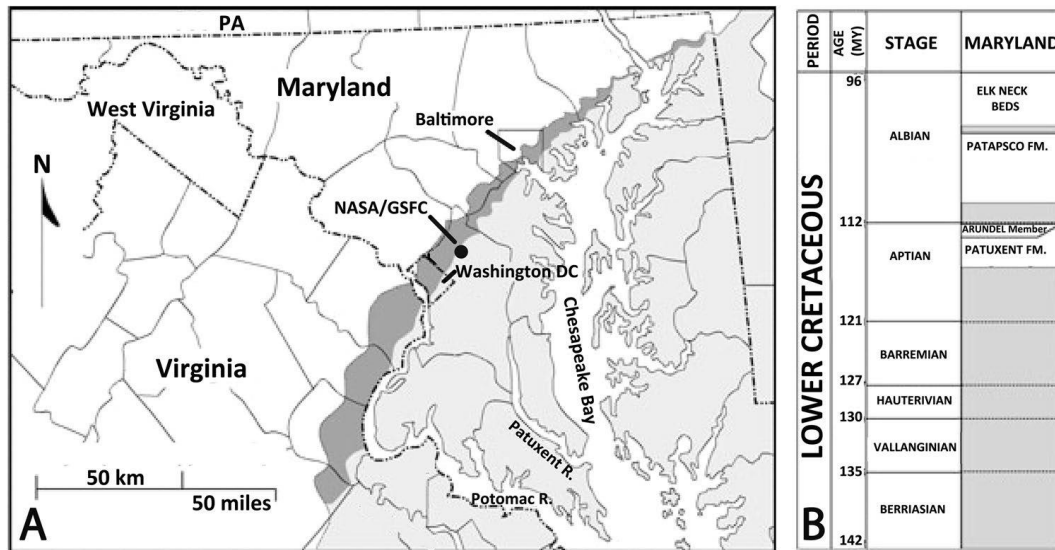 PA
Maryland
West Virginia
Baltimore
N
NASA/GSFC
Washington DC
Chesapeake Bay
Virginia
Patuxent R.
50 km
50 miles
Potomac R.
A
PERIOD
AGE
(MY)
STAGE
MARYLAND
LOWER CRETACEOUS
96
ELK NECK
BEDS
ALBIAN
PATAPSCO FM.
112
ARUNDEL Member
APTIAN
PATUXENT FM.
121
BARREMIAN
127
HAUTERIVIAN
130
VALLANGINIAN
135
BERRIASIAN
142
B